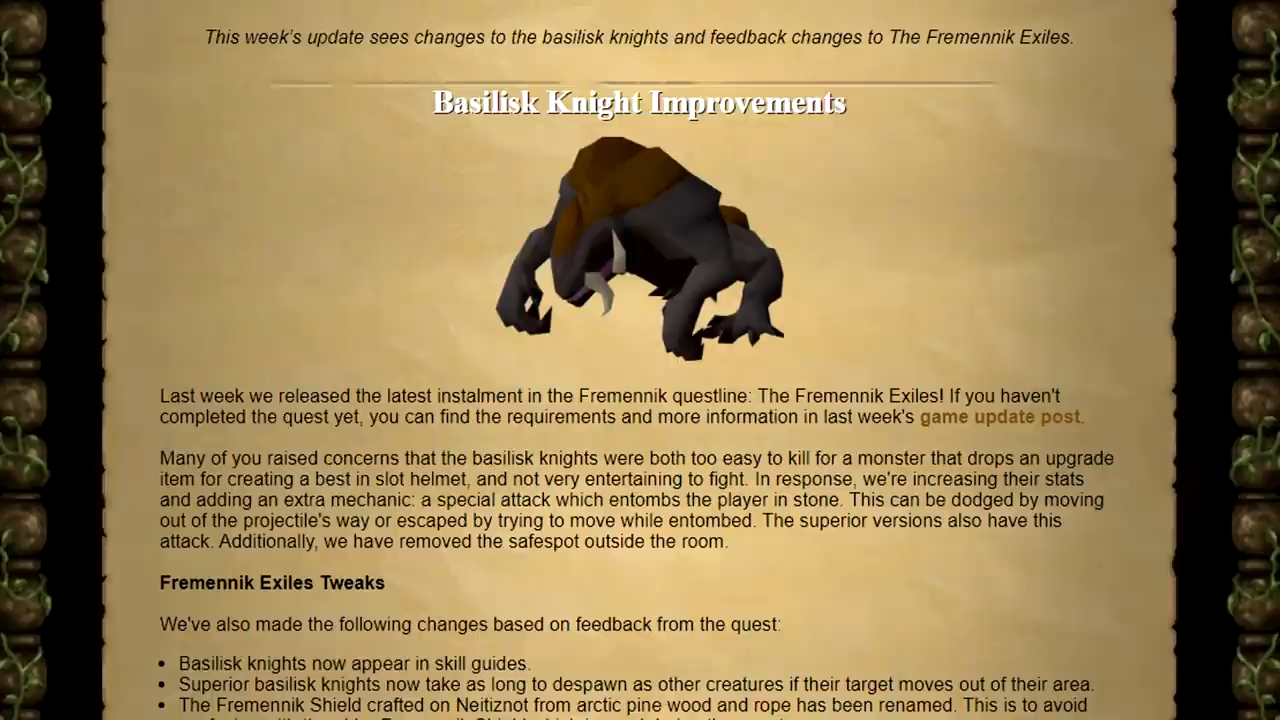 This week's update sees changes to the basilisk knights and feedback changes to The Fremennik Exiles.
Basilisk Knight Improvements
Last week we released the latest instalment in the Fremennik questline: The Fremennik Exiles! If you haven't
completed the quest yet, you can find the requirements and more information in last week's game update post.
Many of you raised concerns that the basilisk knights were both too easy to kill for a monster that drops an upgrade
item for creating a best in slot helmet, and not very entertaining to fight. In response, we're increasing their stats
and adding an extra mechanic: a special attack which entombs the player in stone. This can be dodged by moving
out of the projectile's way or escaped by trying to move while entombed. The superior versions also have this
attack. Additionally, we have removed the safespot outside the room.
Fremennik Exiles Tweaks
We've also made the following changes based on feedback from the quest:
• Basilisk knights now appear in skill guides.
• Superior basilisk knights now take as long to despawn as other creatures if their target moves out of their area.
• The Fremennik Shield crafted on Neitiznot from arctic pine wood and rope has been renamed. This is to avoid